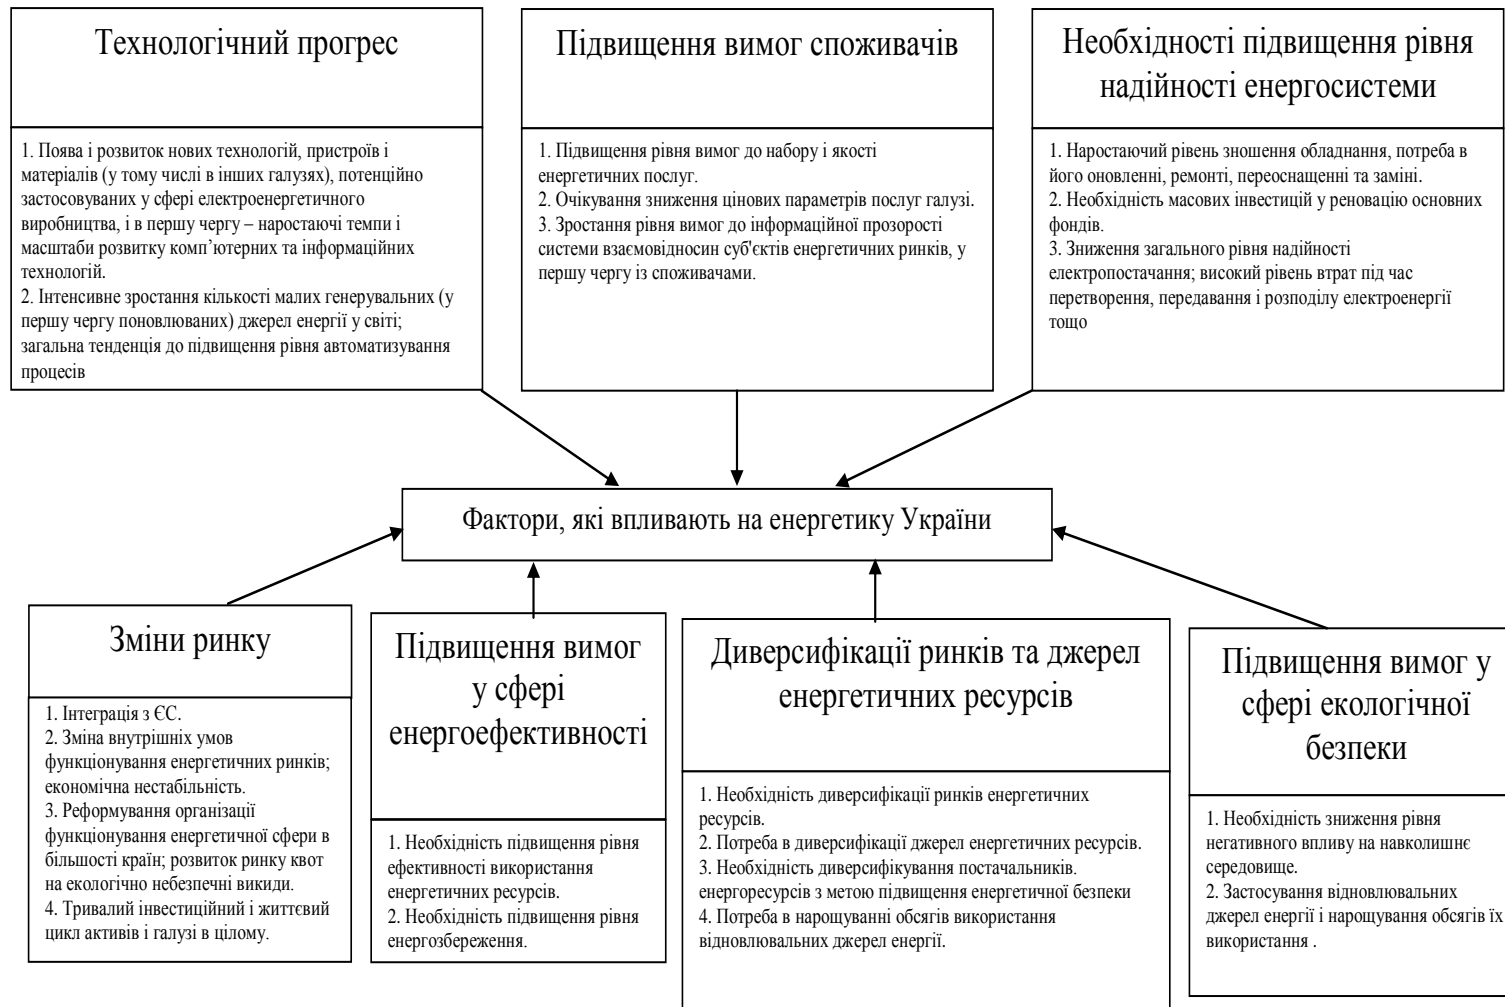 Технологічний прогрес
1. Поява і розвиток нових технологій, пристроїв і
матеріалів (у тому числі в інших галузях), потенційно
застосовуваних у сфері електроенергетичного
виробництва, і в першу чергу – наростаючі темпи і
масштаби розвитку комп’ютерних та інформаційних
технологій.
2. Інтенсивне зростання кількості малих генерувальних (у
першу чергу поновлюваних) джерел енергії у світі;
загальна тенденція до підвищення рівня автоматизування
процесів
Підвищення вимог споживачів
1. Підвищення рівня вимог до набору і якості
енергетичних послуг.
2. Очікування зниження цінових параметрів послуг галузі.
3. Зростання рівня вимог до інформаційної прозорості
системи взаємовідносин суб'єктів енергетичних ринків, у
першу чергу із споживачами.
Необхідності підвищення рівня
надійності енергосистеми
1. Наростаючий рівень зношення обладнання, потреба в
його оновленні, ремонті, переоснащенні та заміні.
2. Необхідність масових інвестицій у реновацію основних
фондів.
3. Зниження загального рівня надійності
електропостачання; високий рівень втрат під час
перетворення, передавання і розподілу електроенергії
тощо
Фактори, які впливають на енергетику України
Зміни ринку
1. Інтеграція з ЄС.
2. Зміна внутрішніх умов
функціонування енергетичних ринків;
економічна нестабільність.
3. Реформування організації
функціонування енергетичної сфери в
більшості країн; розвиток ринку квот
на екологічно небезпечні викиди.
4. Тривалий інвестиційний і життєвий
цикл активів і галузі в цілому.
Підвищення вимог
у сфері
енергоефективності
1. Необхідність підвищення рівня
ефективності використання
енергетичних ресурсів.
2. Необхідність підвищення рівня
енергозбереження.
Диверсифікації ринків та джерел
енергетичних ресурсів
1. Необхідність диверсифікації ринків енергетичних
ресурсів.
2. Потреба в диверсифікації джерел енергетичних ресурсів.
3. Необхідність диверсифікування постачальників.
енергоресурсів з метою підвищення енергетичної безпеки
4. Потреба в нарощуванні обсягів використання
відновлювальних джерел енергії.
Підвищення вимог у
сфері екологічної
безпеки
1. Необхідність зниження рівня
негативного впливу на навколишнє
середовище.
2. Застосування відновлювальних
джерел енергії і нарощування обсягів їх
використання .